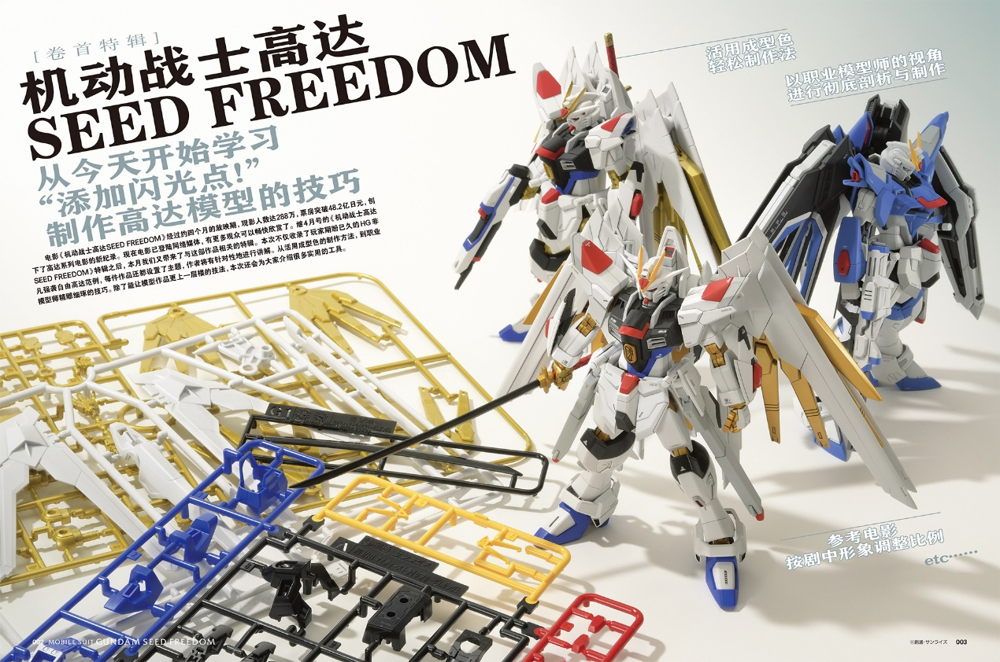 [卷首特辑]
机动战士高达
SEED FREEDOM
从今天开始学习
“添加闪光点!”
制作高达模型的技巧
电影《机动战士高达SEED FREEDOM》经过约四个月的放映期，观影人数达288万，票房突破48.2亿日元，创
下了高达系列电影的新纪录。现在电影已登陆网络媒体，有更多观众可以畅快欣赏了。继4月号的《机动战士高达
SEED FREEDOM》特辑之后，本月我们又带来了与这部作品相关的特辑。本次不仅收录了玩家期盼已久的HG非
凡强袭自由高达范例，每件作品还都设置了主题，作者将有针对性地进行讲解。从活用成型色的制作方法，到职业
模型师精雕细琢的技巧。除了能让模型作品更上一层楼的技法，本次还会为大家介绍很多实用的工具。
活用成型色
轻松制作法
以职业模型师的视角
进行彻底剖析与制作
参考电影
按剧中形象调整比例
etc……
002 MOBILE SUIT GUNDAM SEED FREEDOM
©創通・サンライズ 003